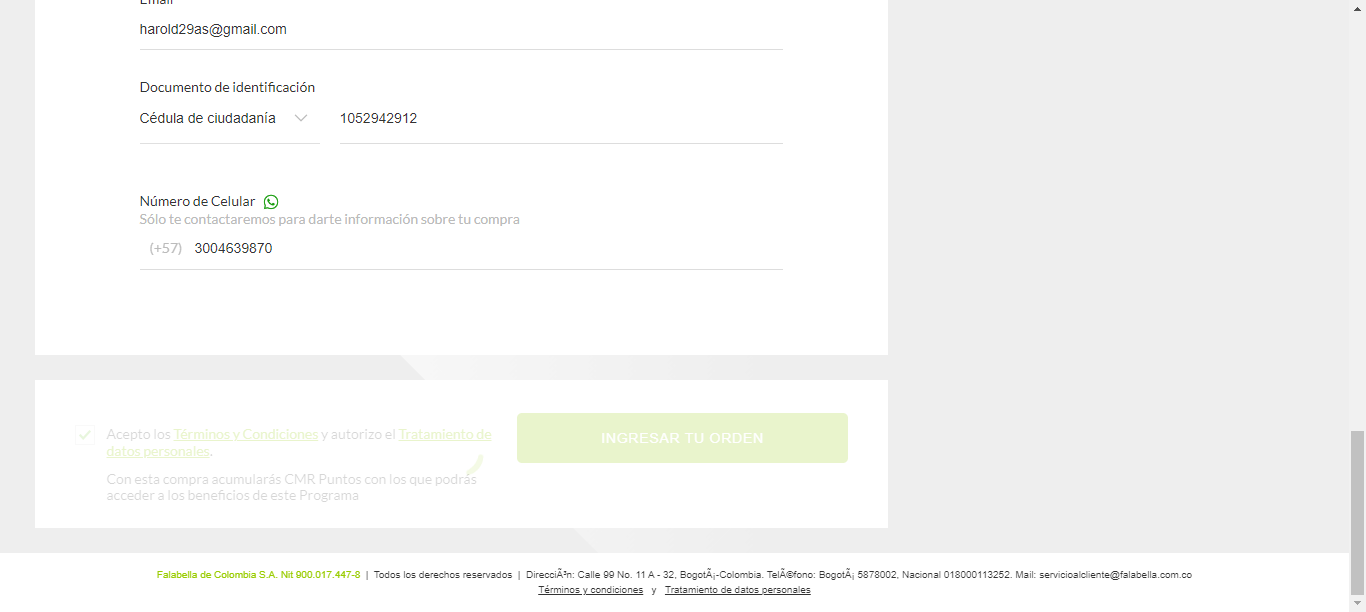 Email
harold29as@gmail.com
Documento de identificación
Cédula de ciudadanía 1052942912
Número de Celular
Sólo te contactaremos para darte información sobre tu compra
(+57) 3004639870
Acepto los Términos y Condiciones y autorizo el Tratamiento de
datos personales.
INGRESAR TU ORDEN
Con esta compra acumularás CMR Puntos con los que podrás
acceder a los beneficios de este Programa
Falabella de Colombia S.A. Nit 900.017.447-8 | Todos los derechos reservados | DirecciÃ³n: Calle 99 No. 11 A - 32, BogotÃ¡-Colombia. TelÃ©fono: BogotÃ¡ 5878002, Nacional 018000113252. Mail: servicioalcliente@falabella.com.co
Términos y condiciones y Tratamiento de datos personales